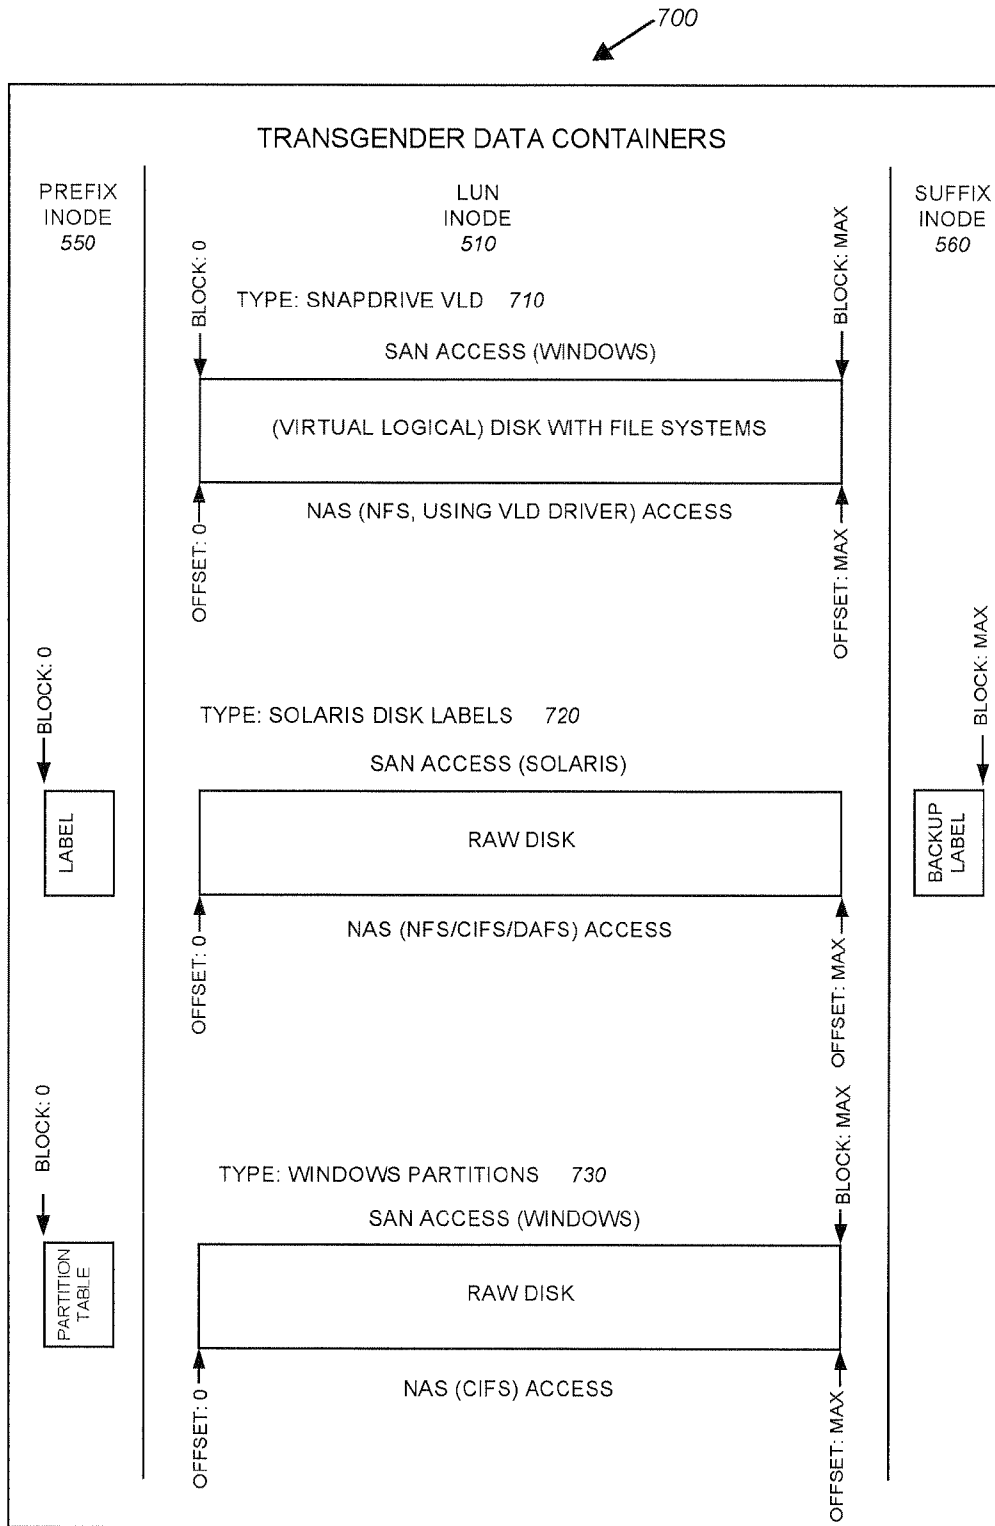 700
TRANSGENDER DATA CONTAINERS
PREFIX
INODE
550
LUN
INODE
510
SUFFIX
INODE
560
BLOCK: 0
BLOCK: MAX
TYPE: SNAPDRIVE VLD 710
SAN ACCESS (WINDOWS)
(VIRTUAL LOGICAL) DISK WITH FILE SYSTEMS
NAS (NFS, USING VLD DRIVER) ACCESS
OFFSET: 0
OFFSET: MAX
BLOCK: 0
BLOCK: MAX
TYPE: SOLARIS DISK LABELS 720
SAN ACCESS (SOLARIS)
LABEL
RAW DISK
BACKUP
LABEL
NAS (NFS/CIFS/DAFS) ACCESS
OFFSET: 0
OFFSET: MAX
BLOCK: 0
BLOCK: MAX
TYPE: WINDOWS PARTITIONS 730
SAN ACCESS (WINDOWS)
PARTITION
TABLE
RAW DISK
NAS (CIFS) ACCESS
OFFSET: 0
OFFSET: MAX